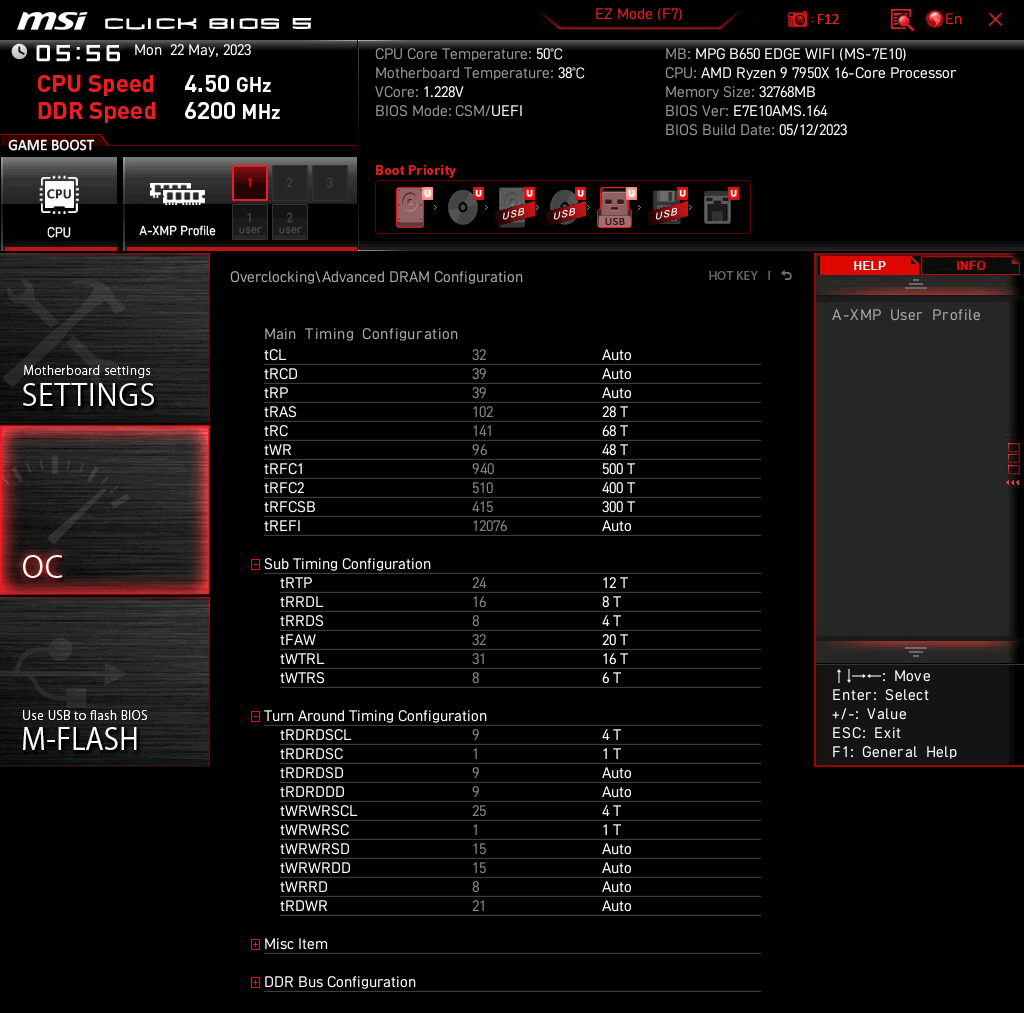 msi CLICK BIOS 5
EZ Mode (F7)
: F12
En
05:56 Mon 22 May, 2023
CPU Speed 4.50 GHz
DDR Speed 6200 MHz
CPU Core Temperature: 50°C
Motherboard Temperature: 38°C
VCore: 1.228V
BIOS Mode: CSM/UEFI
MB: MPG B650 EDGE WIFI (MS-7E10)
CPU: AMD Ryzen 9 7950X 16-Core Processor
Memory Size: 32768MB
BIOS Ver: E7E10AMS.164
BIOS Build Date: 05/12/2023
GAME BOOST
CPU
CPU
A-XMP Profile
1 2 3
1 user 2 user
Boot Priority
U U U U U U U
USB USB USB USB
Motherboard settings
SETTINGS
OC
Use USB to flash BIOS
M-FLASH
Overclocking\Advanced DRAM Configuration
HOT KEY |
Main Timing Configuration
tCL 32 Auto
tRCD 39 Auto
tRP 39 Auto
tRAS 102 28 T
tRC 141 68 T
tWR 96 48 T
tRFC1 940 500 T
tRFC2 510 400 T
tRFCSB 415 300 T
tREFI 12076 Auto
Sub Timing Configuration
tRTP 24 12 T
tRRDL 16 8 T
tRRDS 8 4 T
tFAW 32 20 T
tWTRL 31 16 T
tWTRS 8 6 T
Turn Around Timing Configuration
tRDRDSCL 9 4 T
tRDRDSC 1 1 T
tRDRDSD 9 Auto
tRDRDDD 9 Auto
tWRWRSCL 25 4 T
tWRWRSC 1 1 T
tWRWRSD 15 Auto
tWRWRDD 15 Auto
tWRRD 8 Auto
tRDWR 21 Auto
Misc Item
DDR Bus Configuration
HELP
INFO
A-XMP User Profile
↑↓→←: Move
Enter: Select
+/-: Value
ESC: Exit
F1: General Help